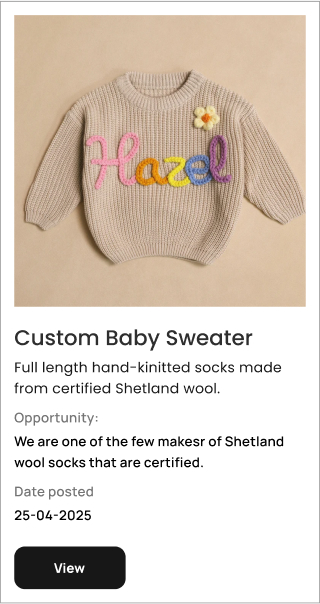 Hazel
Custom Baby Sweater
Full length hand-kinitted socks made
from certified Shetland wool.
Opportunity:
We are one of the few makesr of Shetland
wool socks that are certified.
Date posted
25-04-2025
View